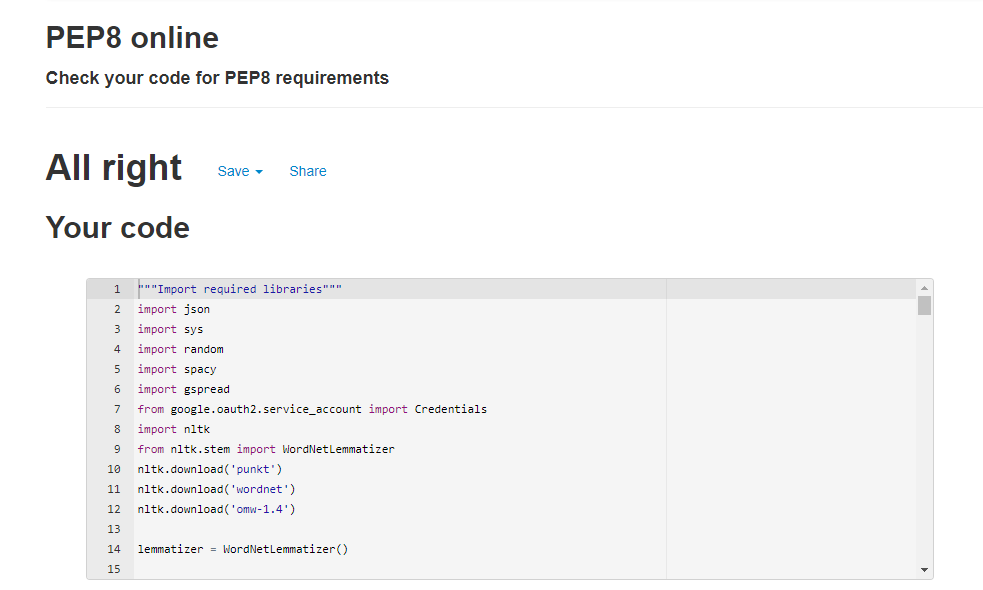 PEP8 online
Check your code for PEP8 requirements
All right Save Share
Your code
1 """Import required libraries"""
2 import json
3 import sys
4 import random
5 import spacy
6 import gspread
7 from google.oauth2.service_account import Credentials
8 import nltk
9 from nltk.stem import WordNetLemmatizer
10 nltk.download('punkt')
11 nltk.download('wordnet')
12 nltk.download('omw-1.4')
13
14 lemmatizer = WordNetLemmatizer()
15